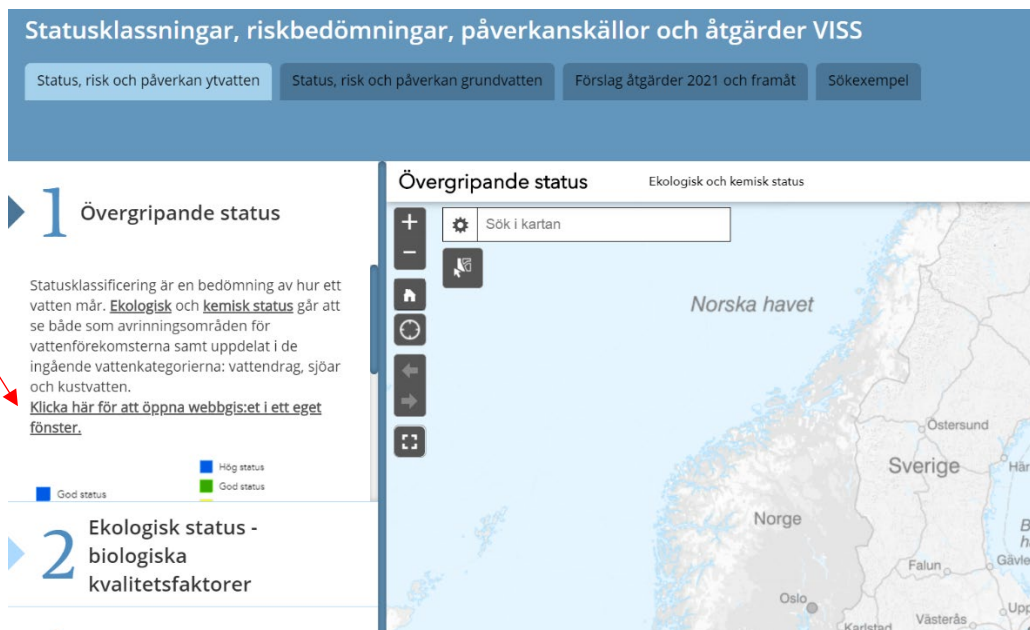 Statusklassningar, riskbedömningar, påverkanskällor och åtgärder VISS
Status, risk och påverkan ytvatten
Status, risk och påverkan grundvatten
Förslag åtgärder 2021 och framåt
Sökexempel
1 Övergripande status
Statusklassificering är en bedömning av hur ett
vatten mår. Ekologisk och kemisk status går att
se både som avrinningsområden för
vattenförekomsterna samt uppdelat i de
ingående vattenkategorierna: vattendrag, sjöar
och kustvatten.
Klicka här för att öppna webbgis:et i ett eget
fönster.
Hög status
God status
God status
2 Ekologisk status -
biologiska
kvalitetsfaktorer
Övergripande status
Ekologisk och kemisk status
+
Sök i kartan
−
Norska havet
Östersund
Sverige
Här
Norge
B
Falun
Gävle
Oslo
Upp
Karlstad
Västerås